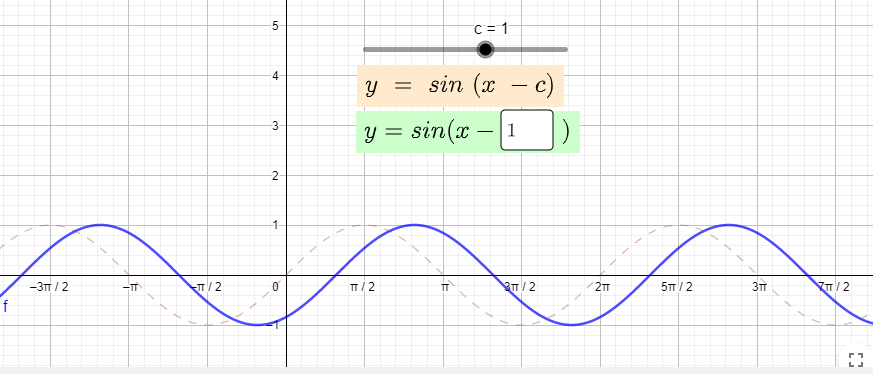 5
c = 1
4
y = sin (x − c)
3
y = sin(x − 1 )
2
1
−3π / 2 −π −π / 2 0 π / 2 π 3π / 2 2π 5π / 2 3π 7π / 2
f
−1